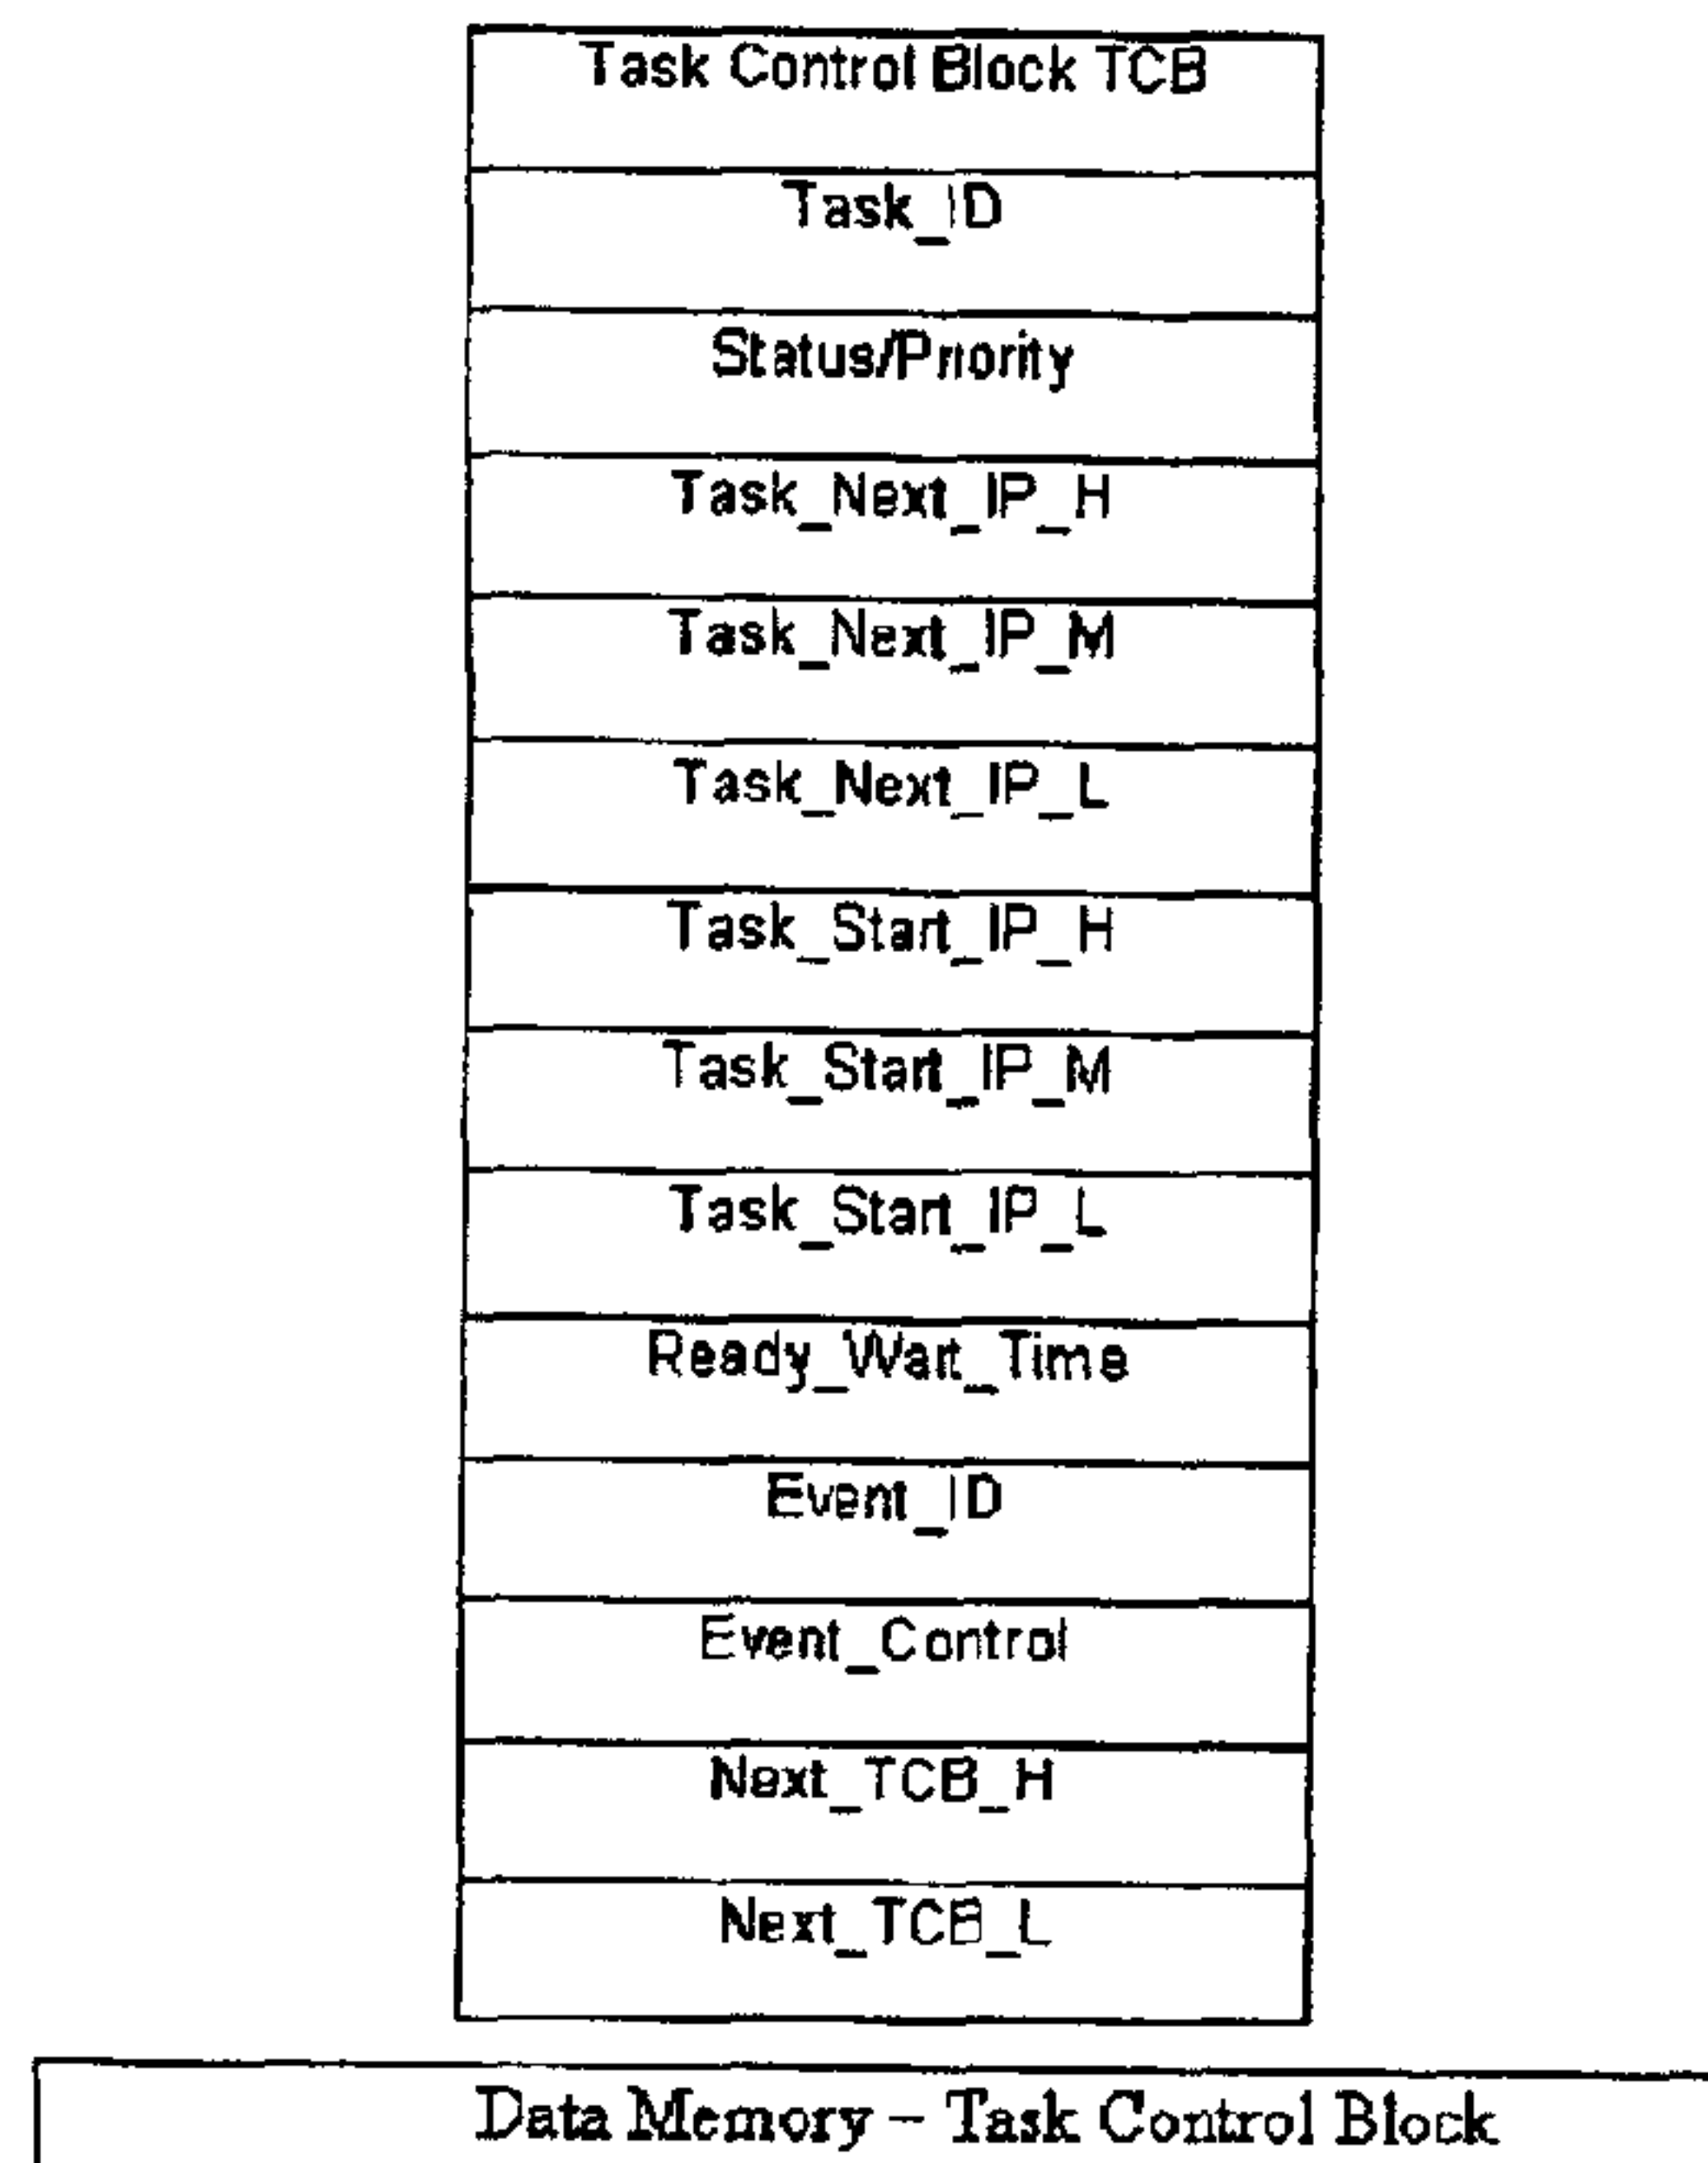 Task Control Block TCB
Task_ID
Status/Priority
Task_Next_IP_H
Task_Next_IP_M
Task_Next_IP_L
Task_Start_IP_H
Task_Start_IP_M
Task_Start_IP_L
Ready_Wait_Time
Event_ID
Event_Control
Next_TCB_H
Next_TCB_L
Data Memory – Task Control Block